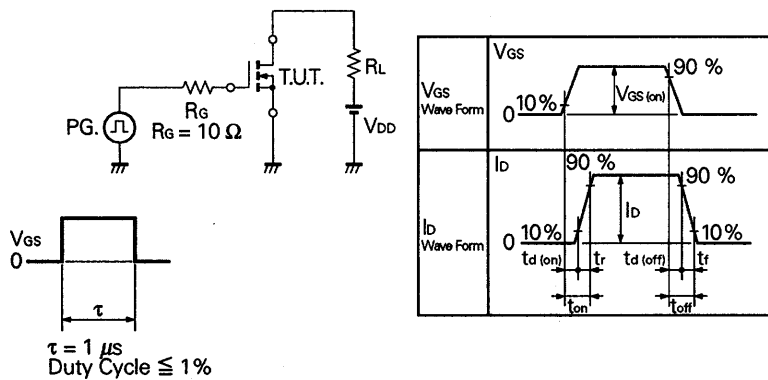 T.U.T.
RL
RG
RG = 10 Ω
PG.
VDD
VGS
0
τ
τ = 1 μs
Duty Cycle ≦ 1%
VGS
Wave Form
VGS
90 %
VGS (on)
10 %
0
ID
Wave Form
ID
90 %
90 %
ID
0
10 %
10 %
td (on)
tr
td (off)
tf
ton
toff